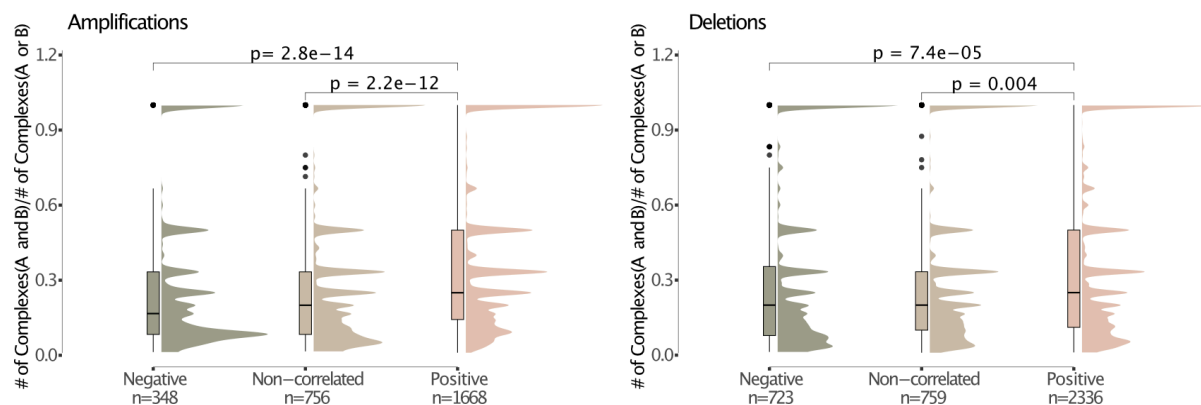 Amplifications
# of Complexes(A and B)/# of Complexes(A or B)
1.2
0.9
0.6
0.3
0.0
p= 2.8e−14
p = 2.2e−12
Negative
n=348
Non−correlated
n=756
Positive
n=1668
Deletions
# of Complexes(A and B)/# of Complexes(A or B)
1.2
0.9
0.6
0.3
0.0
p = 7.4e−05
p = 0.004
Negative
n=723
Non−correlated
n=759
Positive
n=2336